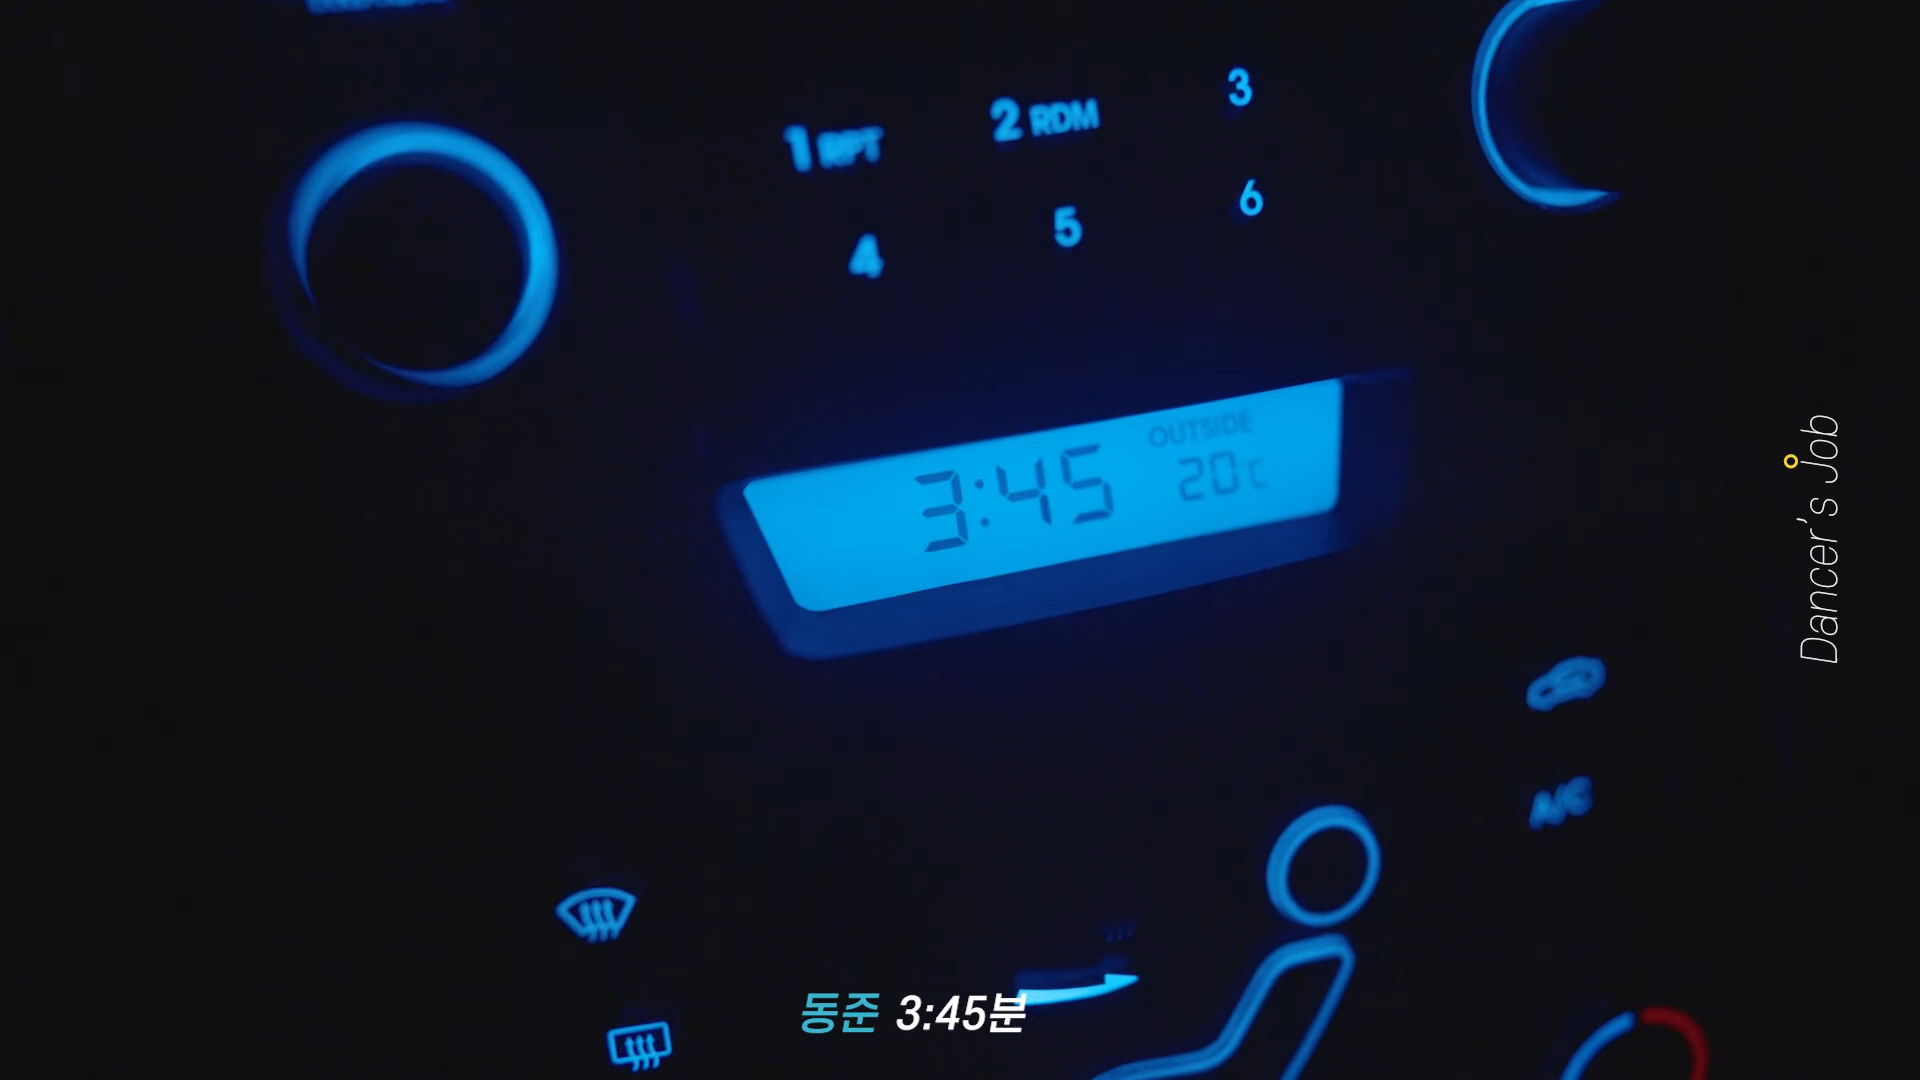 1 RPT
2 RDM
3
4
5
6
OUTSIDE
3:45
20℃
Dancer's Job
A/C
동준 3:45분